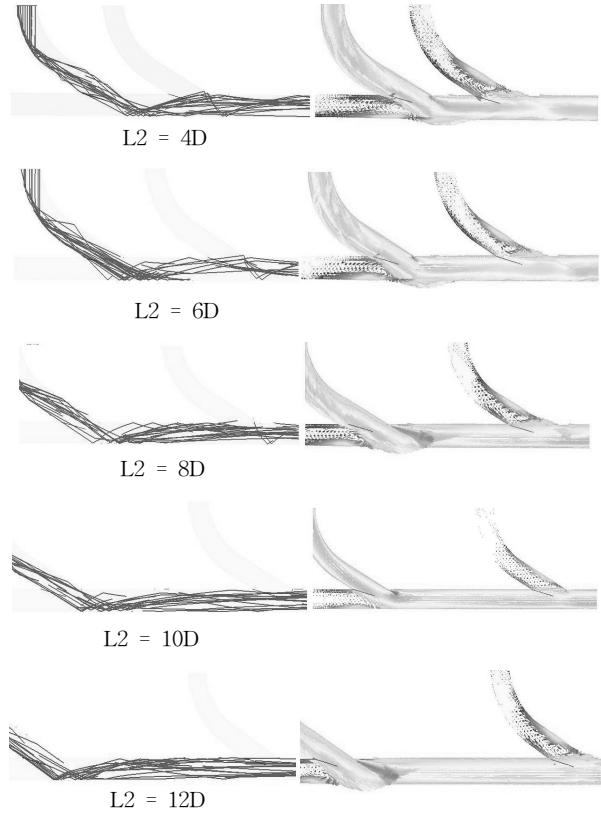 L2 = 4D
L2 = 6D
L2 = 8D
L2 = 10D
L2 = 12D